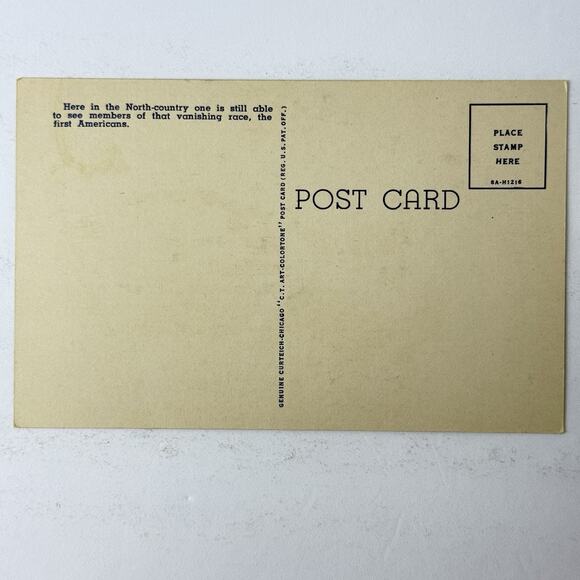 Here in the North-country one is still able
to see members of that vanishing race, the
first Americans.
GENUINE CURTEICH-CHICAGO "C.T. ART-COLORTONE" POST CARD (REG. U.S. PAT. OFF.)
POST CARD
PLACE
STAMP
HERE
8A-H1216